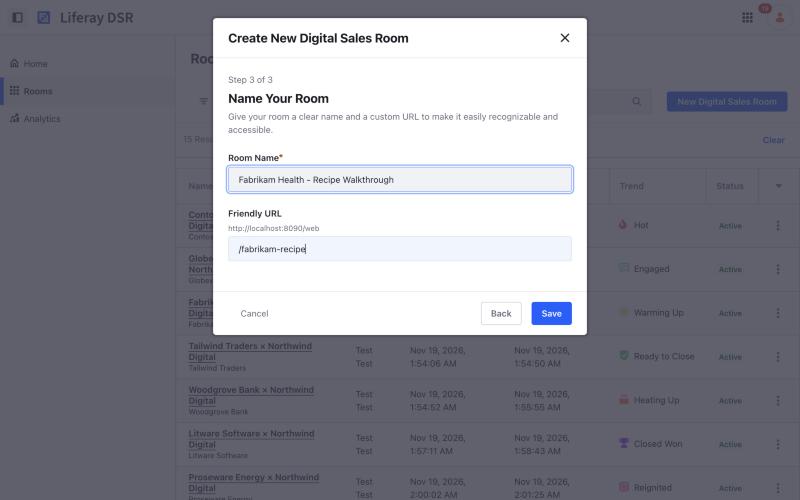 Liferay DSR
19
Home
Rooms
Analytics
New Digital Sales Room
Clear
Create New Digital Sales Room
Step 3 of 3
Name Your Room
Give your room a clear name and a custom URL to make it easily recognizable and
accessible.
Room Name*
Fabrikam Health - Recipe Walkthrough
Friendly URL
http://localhost:8090/web
/fabrikam-recipe
Cancel
Back
Save
Name
Trend
Status
Hot
Active
Engaged
Active
Warming Up
Active
Tailwind Traders × Northwind
Digital
Tailwind Traders
Test
Test
Nov 19, 2026,
1:54:06 AM
Nov 19, 2026,
1:54:50 AM
Ready to Close
Active
Woodgrove Bank × Northwind
Digital
Woodgrove Bank
Test
Test
Nov 19, 2026,
1:54:52 AM
Nov 19, 2026,
1:55:55 AM
Heating Up
Active
Litware Software × Northwind
Digital
Litware Software
Test
Test
Nov 19, 2026,
1:57:11 AM
Nov 19, 2026,
1:58:43 AM
Closed Won
Active
Proseware Energy × Northwind
Digital
Proseware Energy
Test
Test
Nov 19, 2026,
2:00:02 AM
Nov 19, 2026,
2:01:25 AM
Reignited
Active